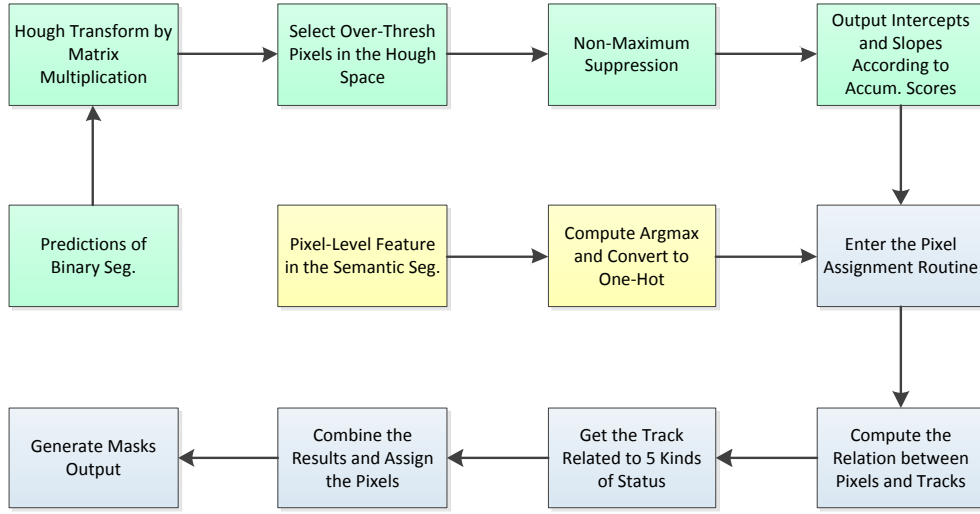 Hough Transform by
Matrix
Multiplication
Select Over-Thresh
Pixels in the Hough
Space
Non-Maximum
Suppression
Output Intercepts
and Slopes
According to
Accum. Scores
Predictions of
Binary Seg.
Pixel-Level Feature
in the Semantic Seg.
Compute Argmax
and Convert to
One-Hot
Enter the Pixel
Assignment Routine
Generate Masks
Output
Combine the
Results and Assign
the Pixels
Get the Track
Related to 5 Kinds
of Status
Compute the
Relation between
Pixels and Tracks